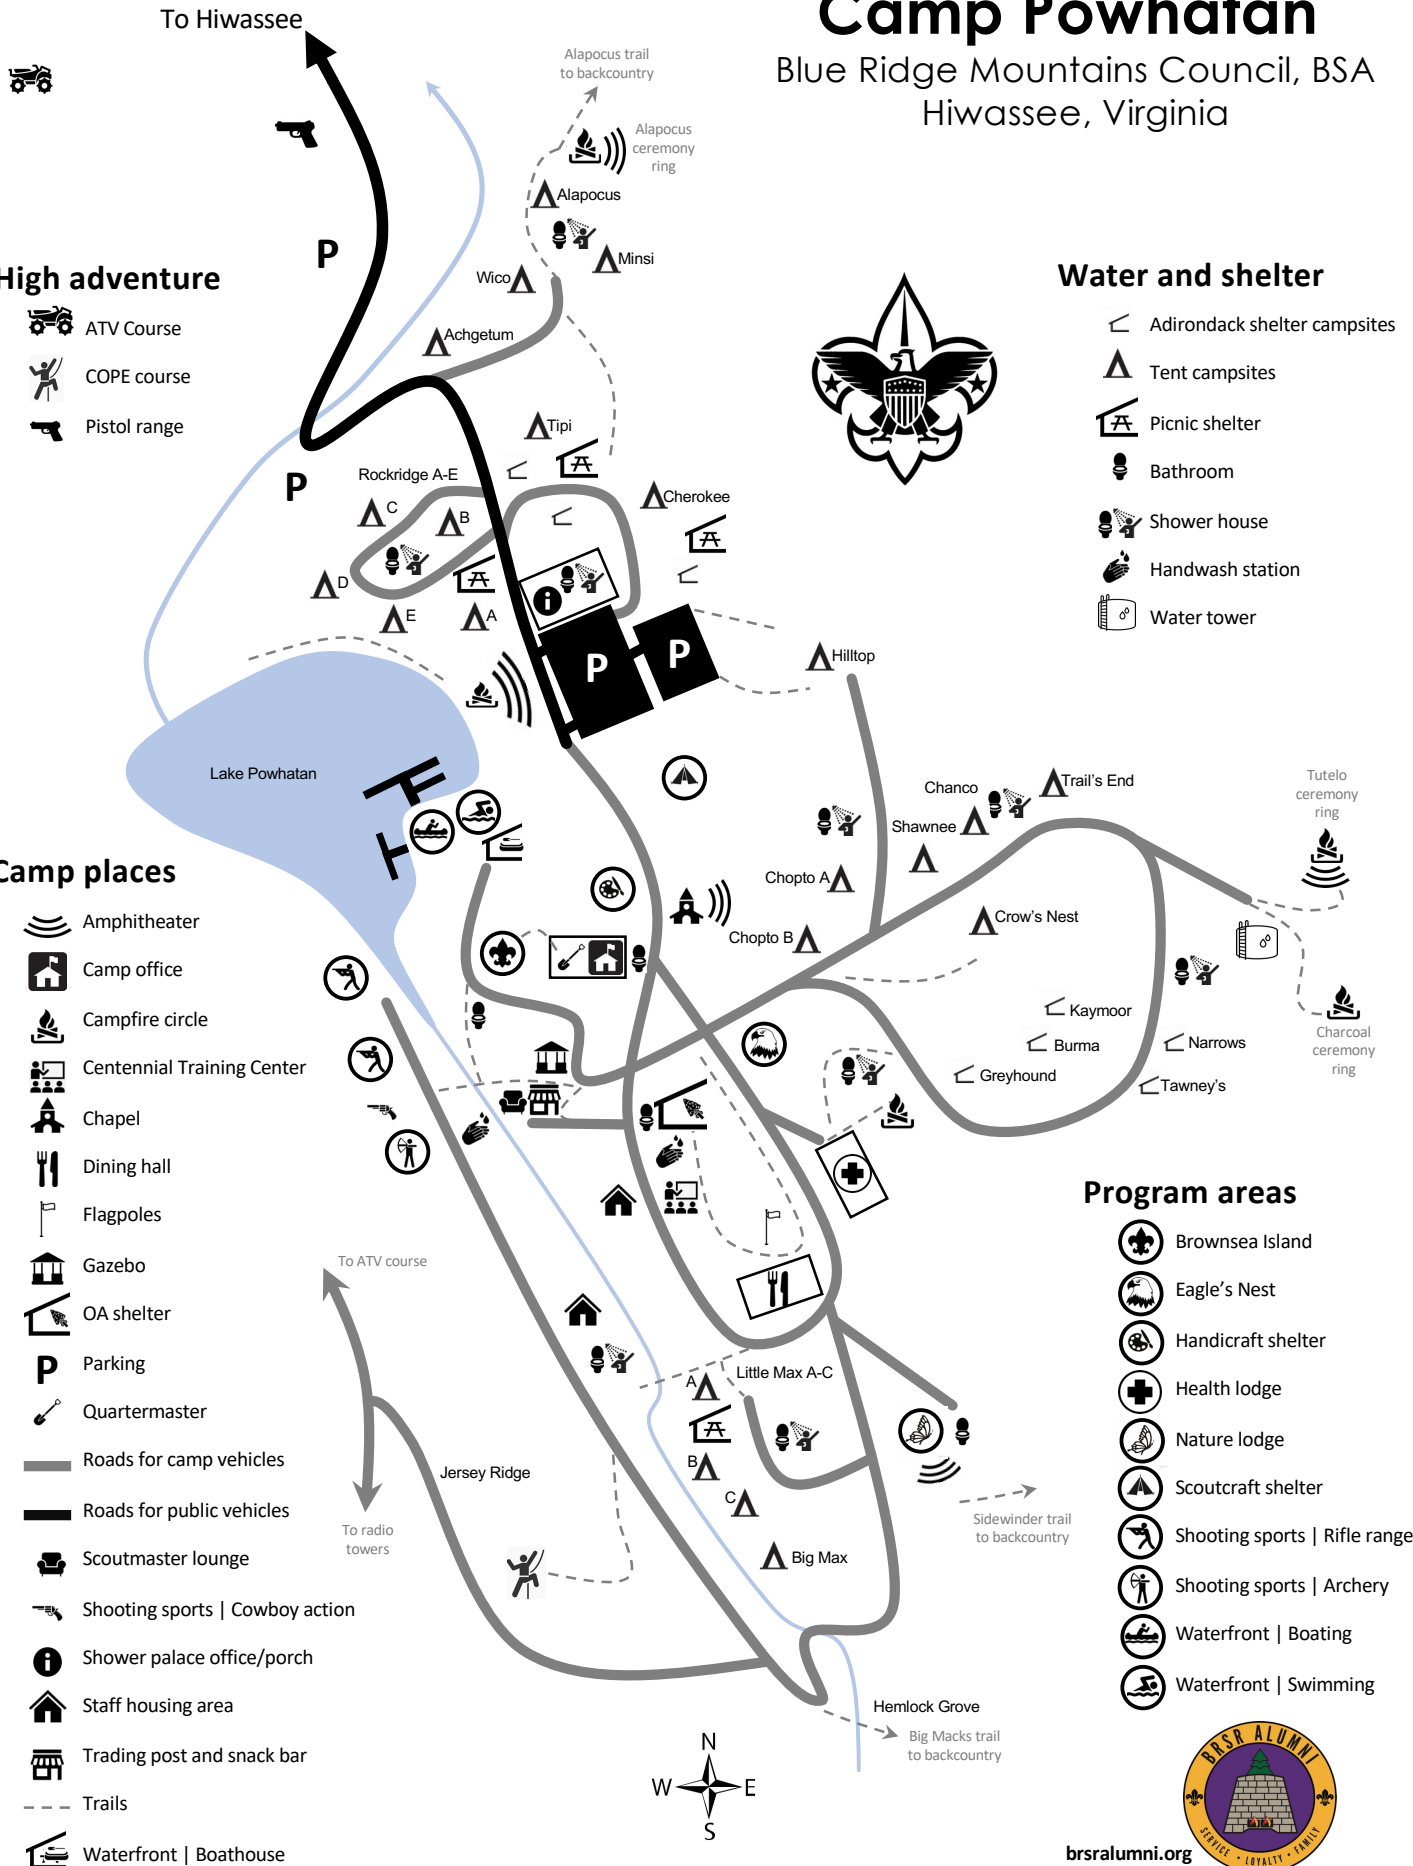 To Hiwassee
Camp Powhatan
Blue Ridge Mountains Council, BSA
Hiwassee, Virginia
Alapocus trail
to backcountry
Alapocus
ceremony
ring
Alapocus
Minsi
Wico
Achgetum
P
P
High adventure
ATV Course
COPE course
Pistol range
Water and shelter
Adirondack shelter campsites
Tent campsites
Picnic shelter
Bathroom
Shower house
Handwash station
Water tower
Tipi
Rockridge A-E
C
B
D
E
A
Cherokee
i
P
P
Hilltop
Lake Powhatan
Chanco
Trail's End
Shawnee
Chopto A
Chopto B
Crow's Nest
Tutelo
ceremony
ring
Kaymoor
Burma
Greyhound
Narrows
Tawney's
Charcoal
ceremony
ring
Camp places
Amphitheater
Camp office
Campfire circle
Centennial Training Center
Chapel
Dining hall
Flagpoles
Gazebo
OA shelter
P
Parking
Quartermaster
Roads for camp vehicles
Roads for public vehicles
Scoutmaster lounge
Shooting sports | Cowboy action
i
Shower palace office/porch
Staff housing area
Trading post and snack bar
Trails
Waterfront | Boathouse
To ATV course
To radio
towers
Jersey Ridge
Little Max A-C
A
B
C
Big Max
Sidewinder trail
to backcountry
Hemlock Grove
Big Macks trail
to backcountry
N
W
E
S
Program areas
Brownsea Island
Eagle's Nest
Handicraft shelter
Health lodge
Nature lodge
Scoutcraft shelter
Shooting sports | Rifle range
Shooting sports | Archery
Waterfront | Boating
Waterfront | Swimming
BRSR ALUMNI
SERVICE • LOYALTY • FAMILY
brsralumni.org